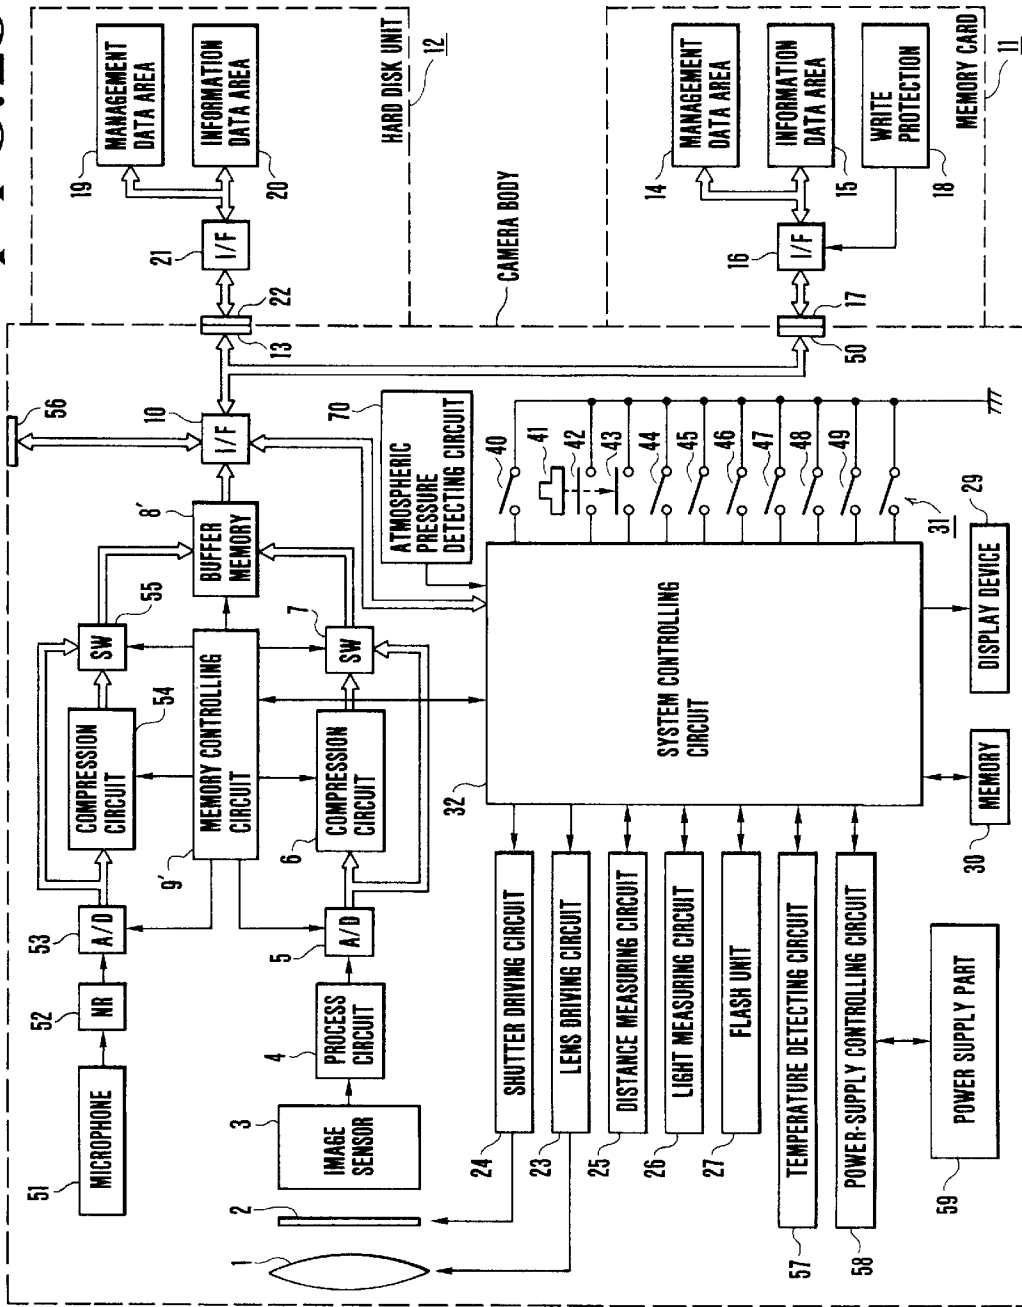 HARD DISK UNIT
12
MANAGEMENT
DATA AREA
19
INFORMATION
DATA AREA
20
I/F
21
22
13
CAMERA BODY
MEMORY CARD
11
MANAGEMENT
DATA AREA
14
INFORMATION
DATA AREA
15
WRITE
PROTECTION
18
I/F
16
17
50
56
10
I/F
8'
BUFFER
MEMORY
70
ATMOSPHERIC
PRESSURE
DETECTING CIRCUIT
55
SW
7
SW
54
COMPRESSION
CIRCUIT
9'
MEMORY CONTROLLING
CIRCUIT
6
COMPRESSION
CIRCUIT
53
A/D
5
A/D
52
NR
4
PROCESS
CIRCUIT
51
MICROPHONE
3
IMAGE
SENSOR
2
1
40
41
42
43
44
45
46
47
48
49
31
32
SYSTEM CONTROLLING
CIRCUIT
29
DISPLAY DEVICE
30
MEMORY
24
SHUTTER DRIVING CIRCUIT
23
LENS DRIVING CIRCUIT
25
DISTANCE MEASURING CIRCUIT
26
LIGHT MEASURING CIRCUIT
27
FLASH UNIT
57
TEMPERATURE DETECTING CIRCUIT
58
POWER-SUPPLY CONTROLLING CIRCUIT
59
POWER SUPPLY PART